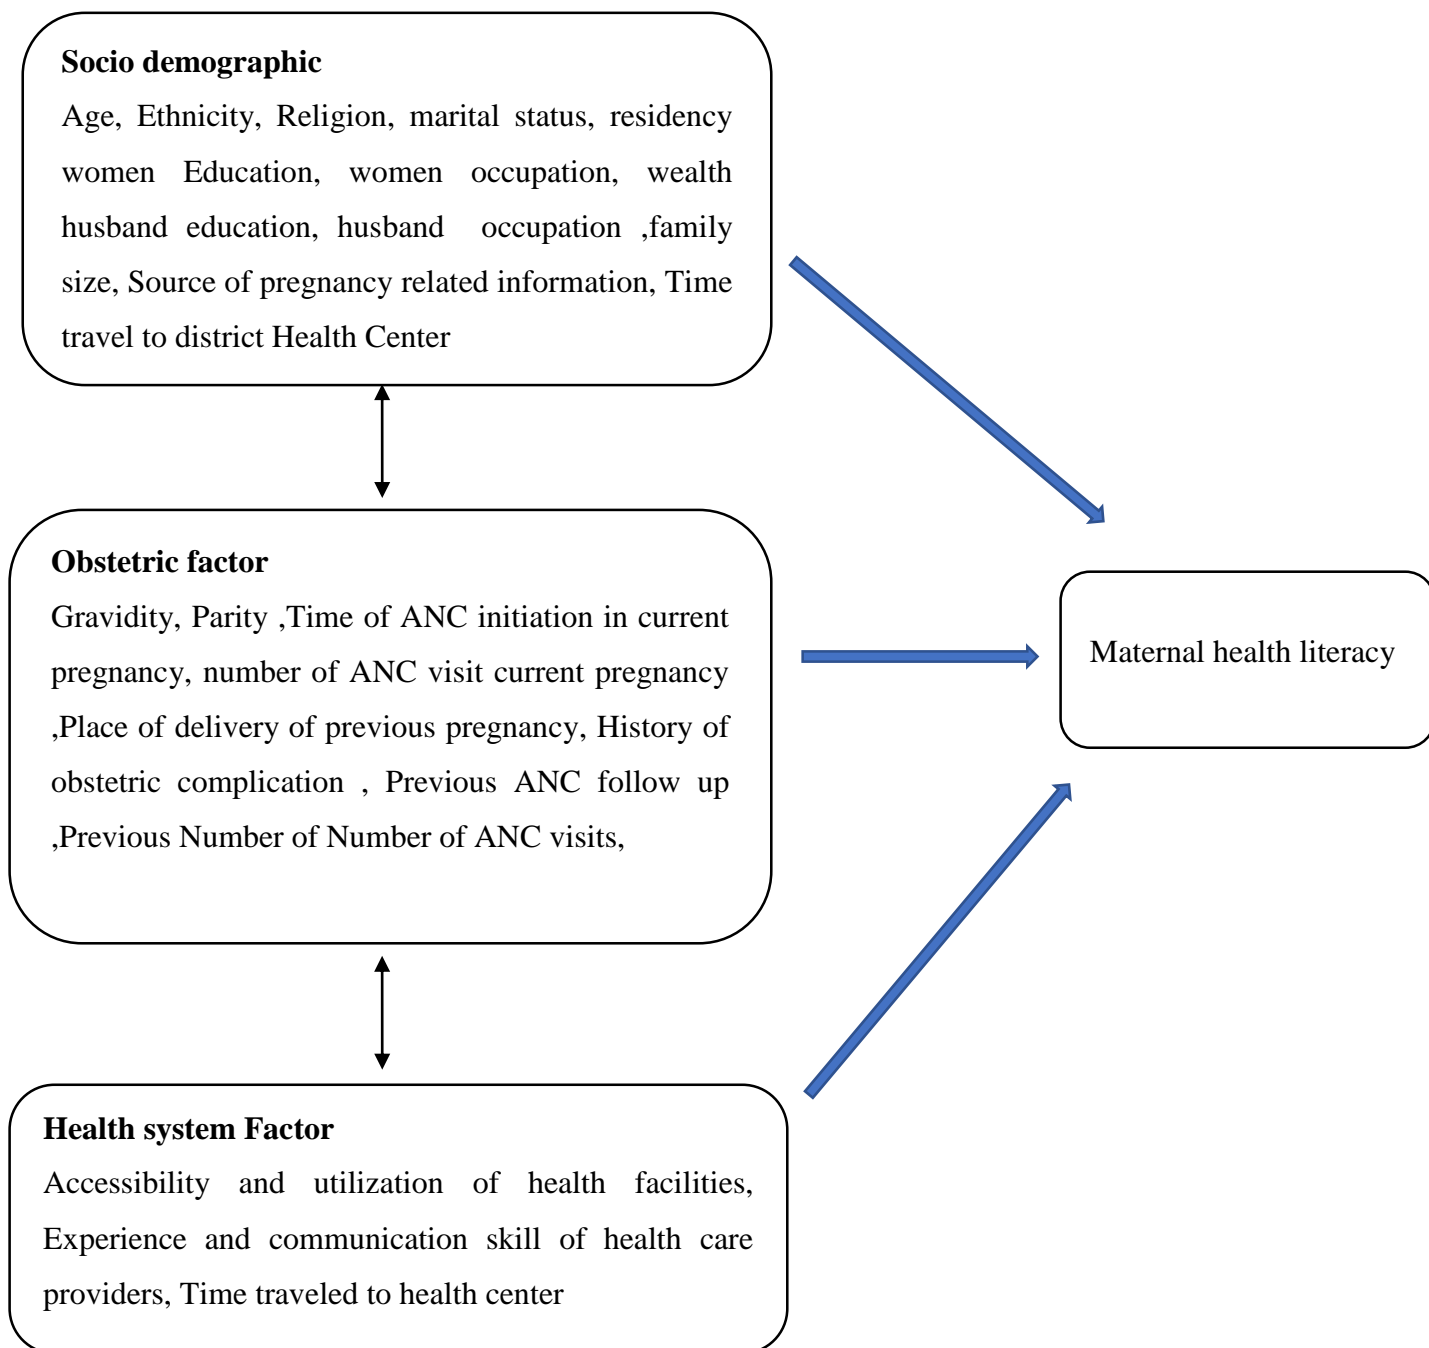 Socio demographic
Age, Ethnicity, Religion, marital status, residency
women Education, women occupation, wealth
husband education, husband occupation ,family
size, Source of pregnancy related information, Time
travel to district Health Center
Obstetric factor
Gravidity, Parity ,Time of ANC initiation in current
pregnancy, number of ANC visit current pregnancy
,Place of delivery of previous pregnancy, History of
obstetric complication , Previous ANC follow up
,Previous Number of Number of ANC visits,
Maternal health literacy
Health system Factor
Accessibility and utilization of health facilities,
Experience and communication skill of health care
providers, Time traveled to health center